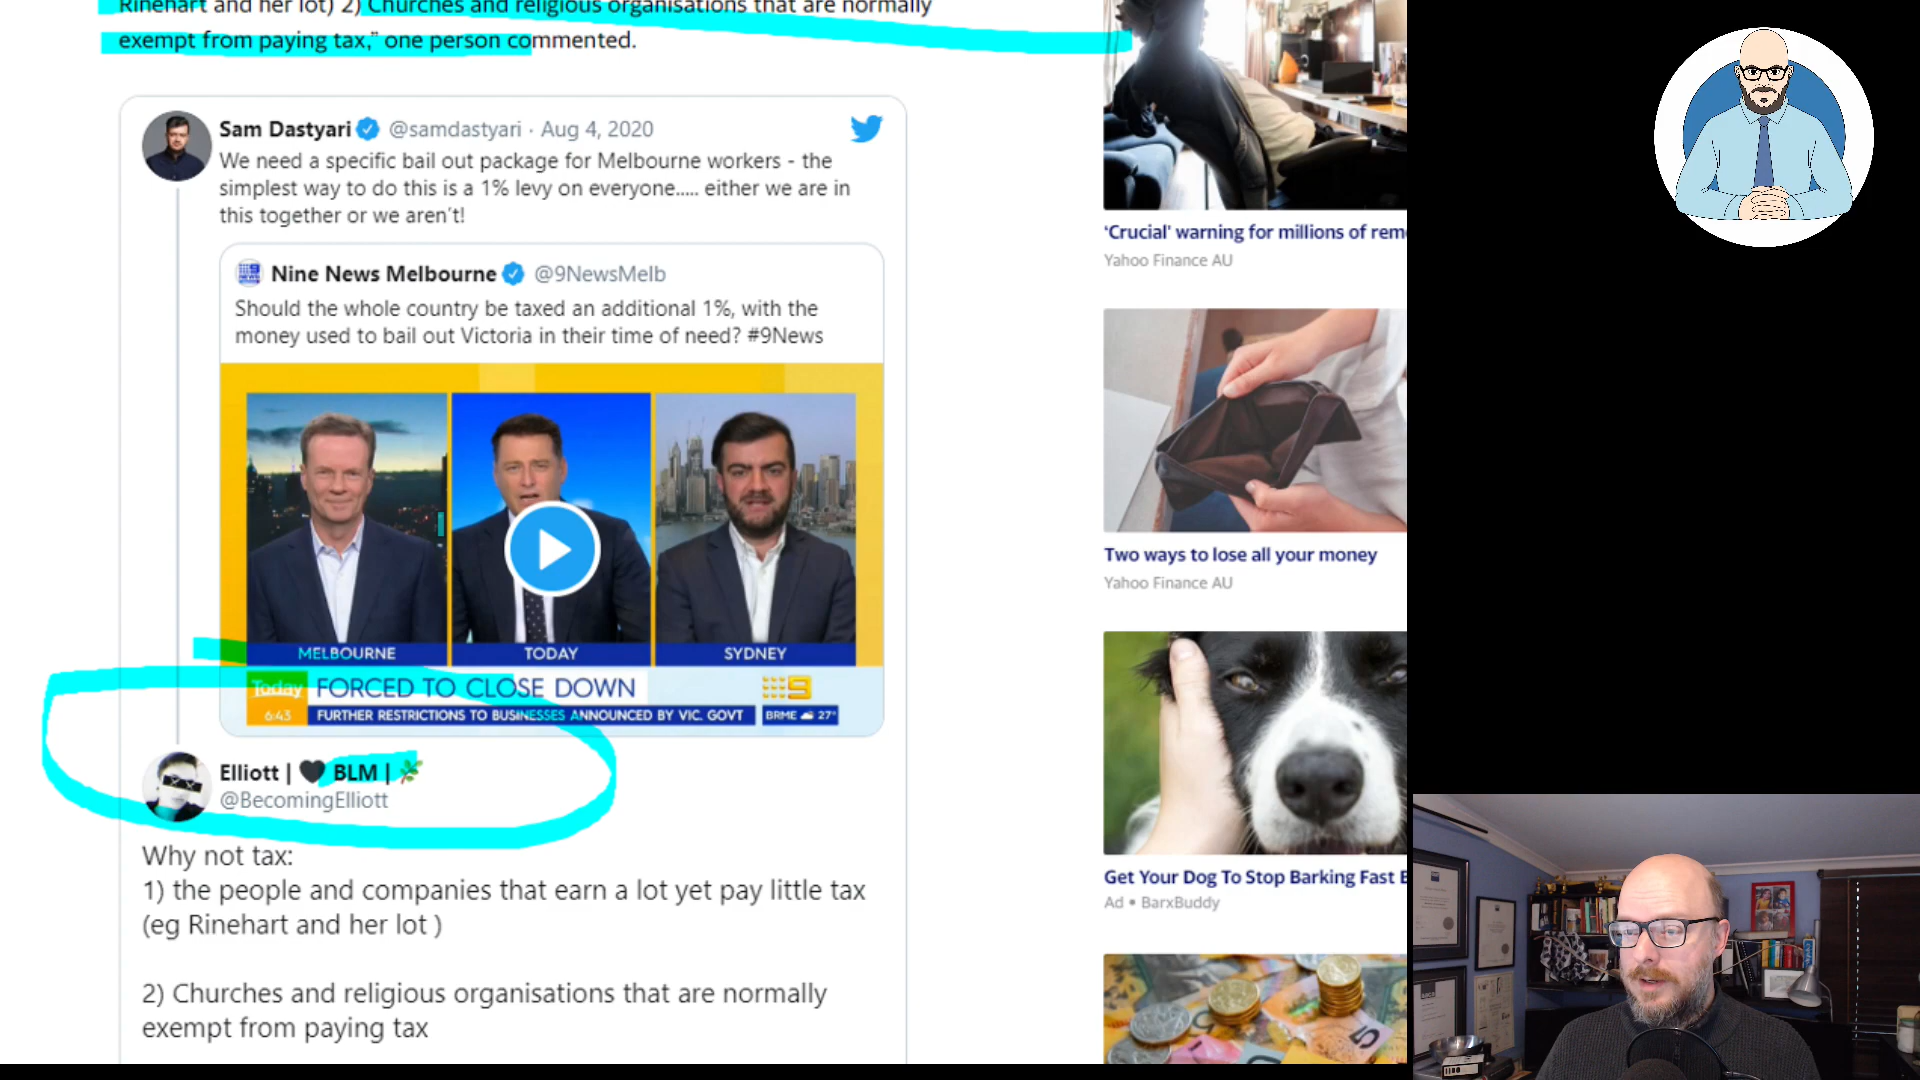 Rinehart and her lot) 2) Churches and religious organisations that are normally
exempt from paying tax,” one person commented.
Sam Dastyari @samdastyari · Aug 4, 2020
We need a specific bail out package for Melbourne workers - the
simplest way to do this is a 1% levy on everyone..... either we are in
this together or we aren't!
Nine News Melbourne @9NewsMelb
Should the whole country be taxed an additional 1%, with the
money used to bail out Victoria in their time of need? #9News
MELBOURNE
TODAY
SYDNEY
Today
FORCED TO CLOSE DOWN
9
6:43
FURTHER RESTRICTIONS TO BUSINESSES ANNOUNCED BY VIC. GOVT
BRME 27°
Elliott | 🖤 BLM | 🌿
@BecomingElliott
Why not tax:
1) the people and companies that earn a lot yet pay little tax
(eg Rinehart and her lot )
2) Churches and religious organisations that are normally
exempt from paying tax
‘Crucial’ warning for millions of rem
Yahoo Finance AU
Two ways to lose all your money
Yahoo Finance AU
Get Your Dog To Stop Barking Fast
Ad • BarxBuddy
5